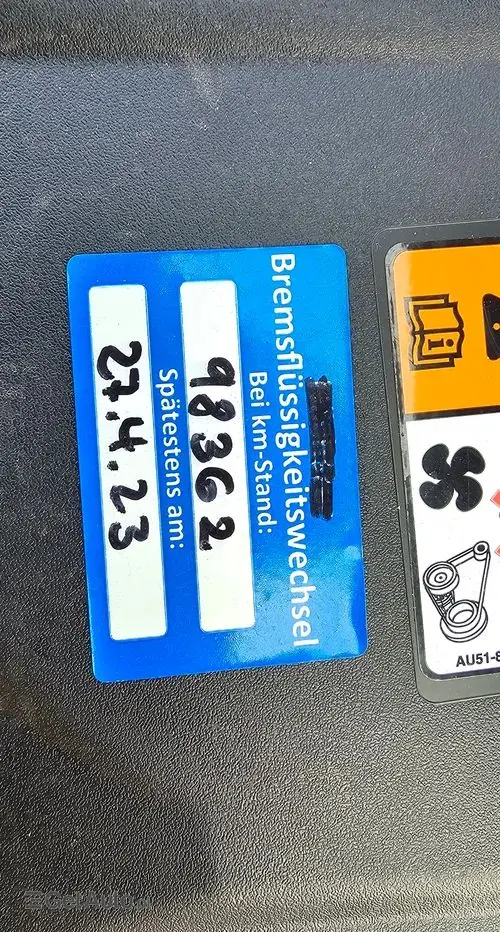 Bremsflüssigkeitswechsel
Bei km-Stand:
98362
Spätestens am:
27.4.23
AU51-8